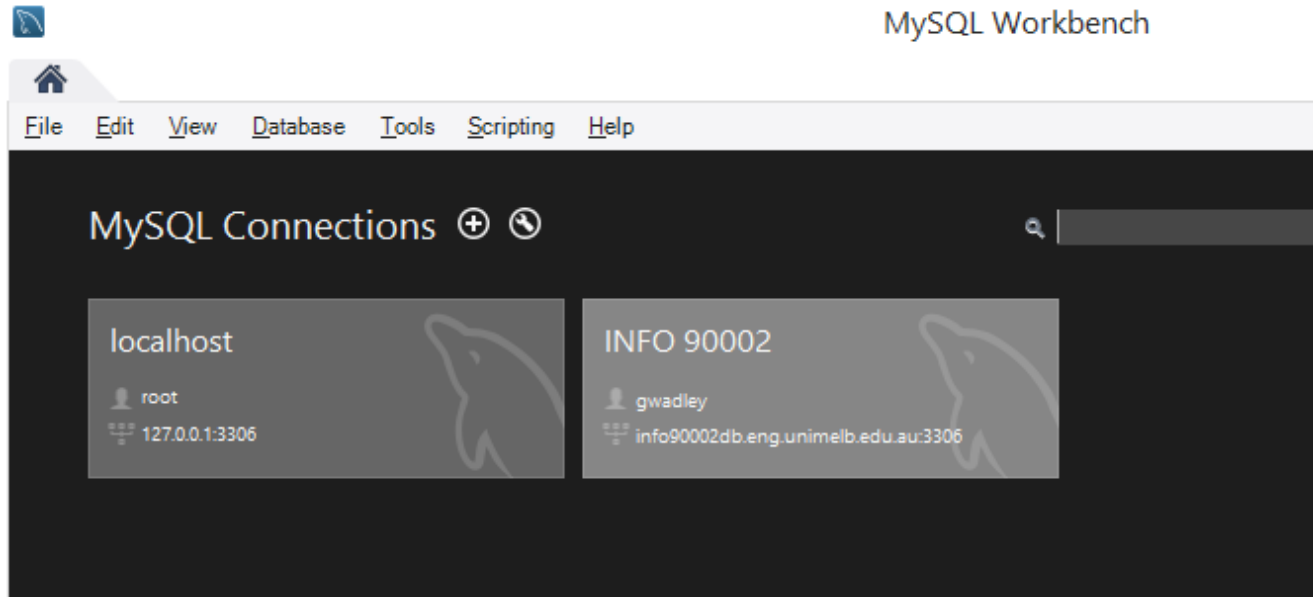 MySQL Workbench
File Edit View Database Tools Scripting Help
MySQL Connections
localhost
root
127.0.0.1:3306
INFO 90002
gwadley
info90002db.eng.unimelb.edu.au:3306